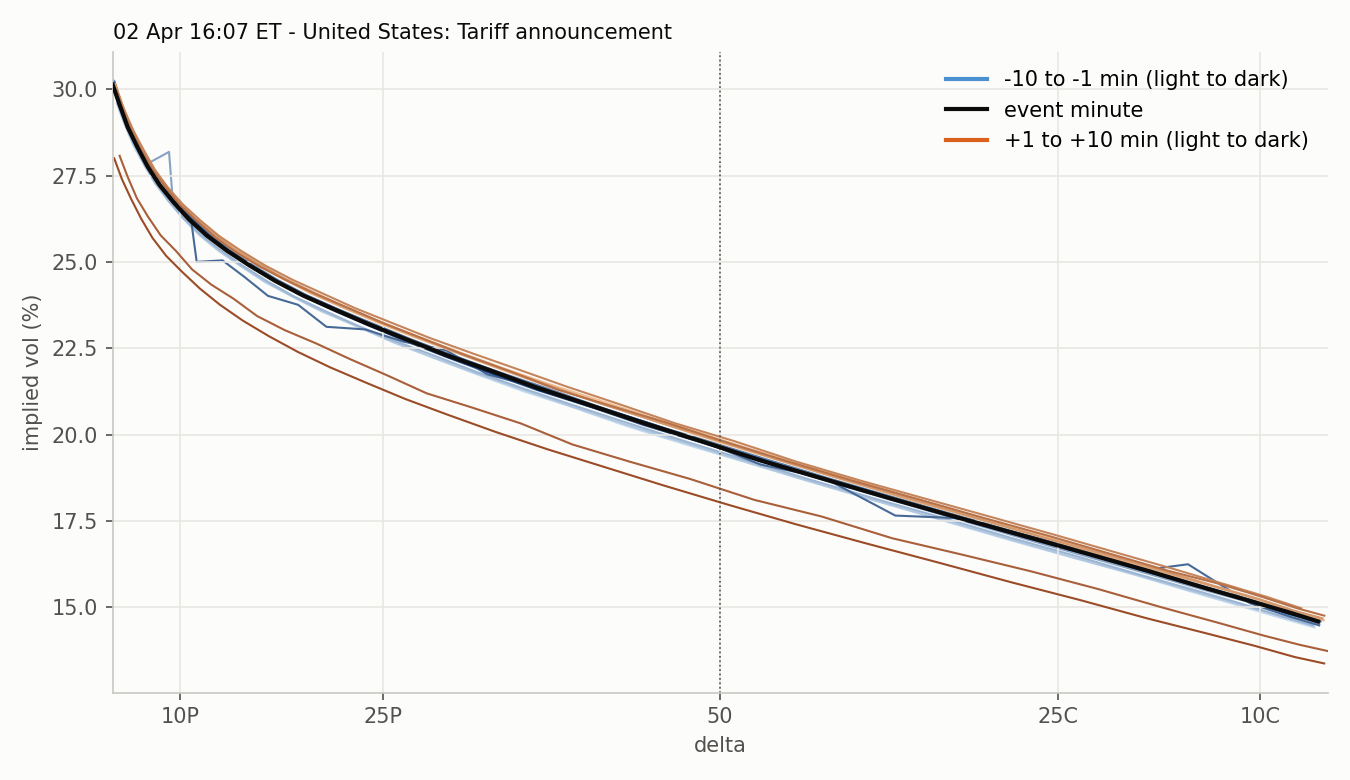 02 Apr 16:07 ET - United States: Tariff announcement
-10 to -1 min (light to dark)
event minute
+1 to +10 min (light to dark)
implied vol (%)
30.0
27.5
25.0
22.5
20.0
17.5
15.0
10P
25P
50
25C
10C
delta